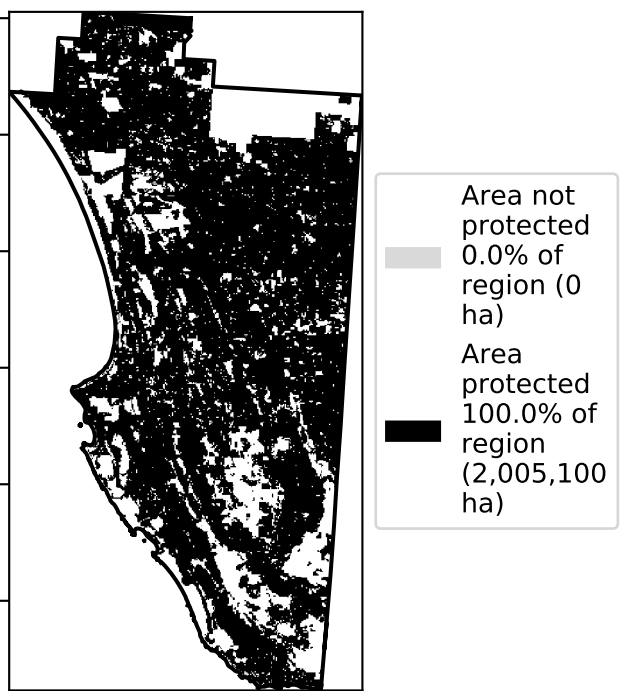 Area not
protected
0.0% of
region (0
ha)
Area
protected
100.0% of
region
(2,005,100
ha)